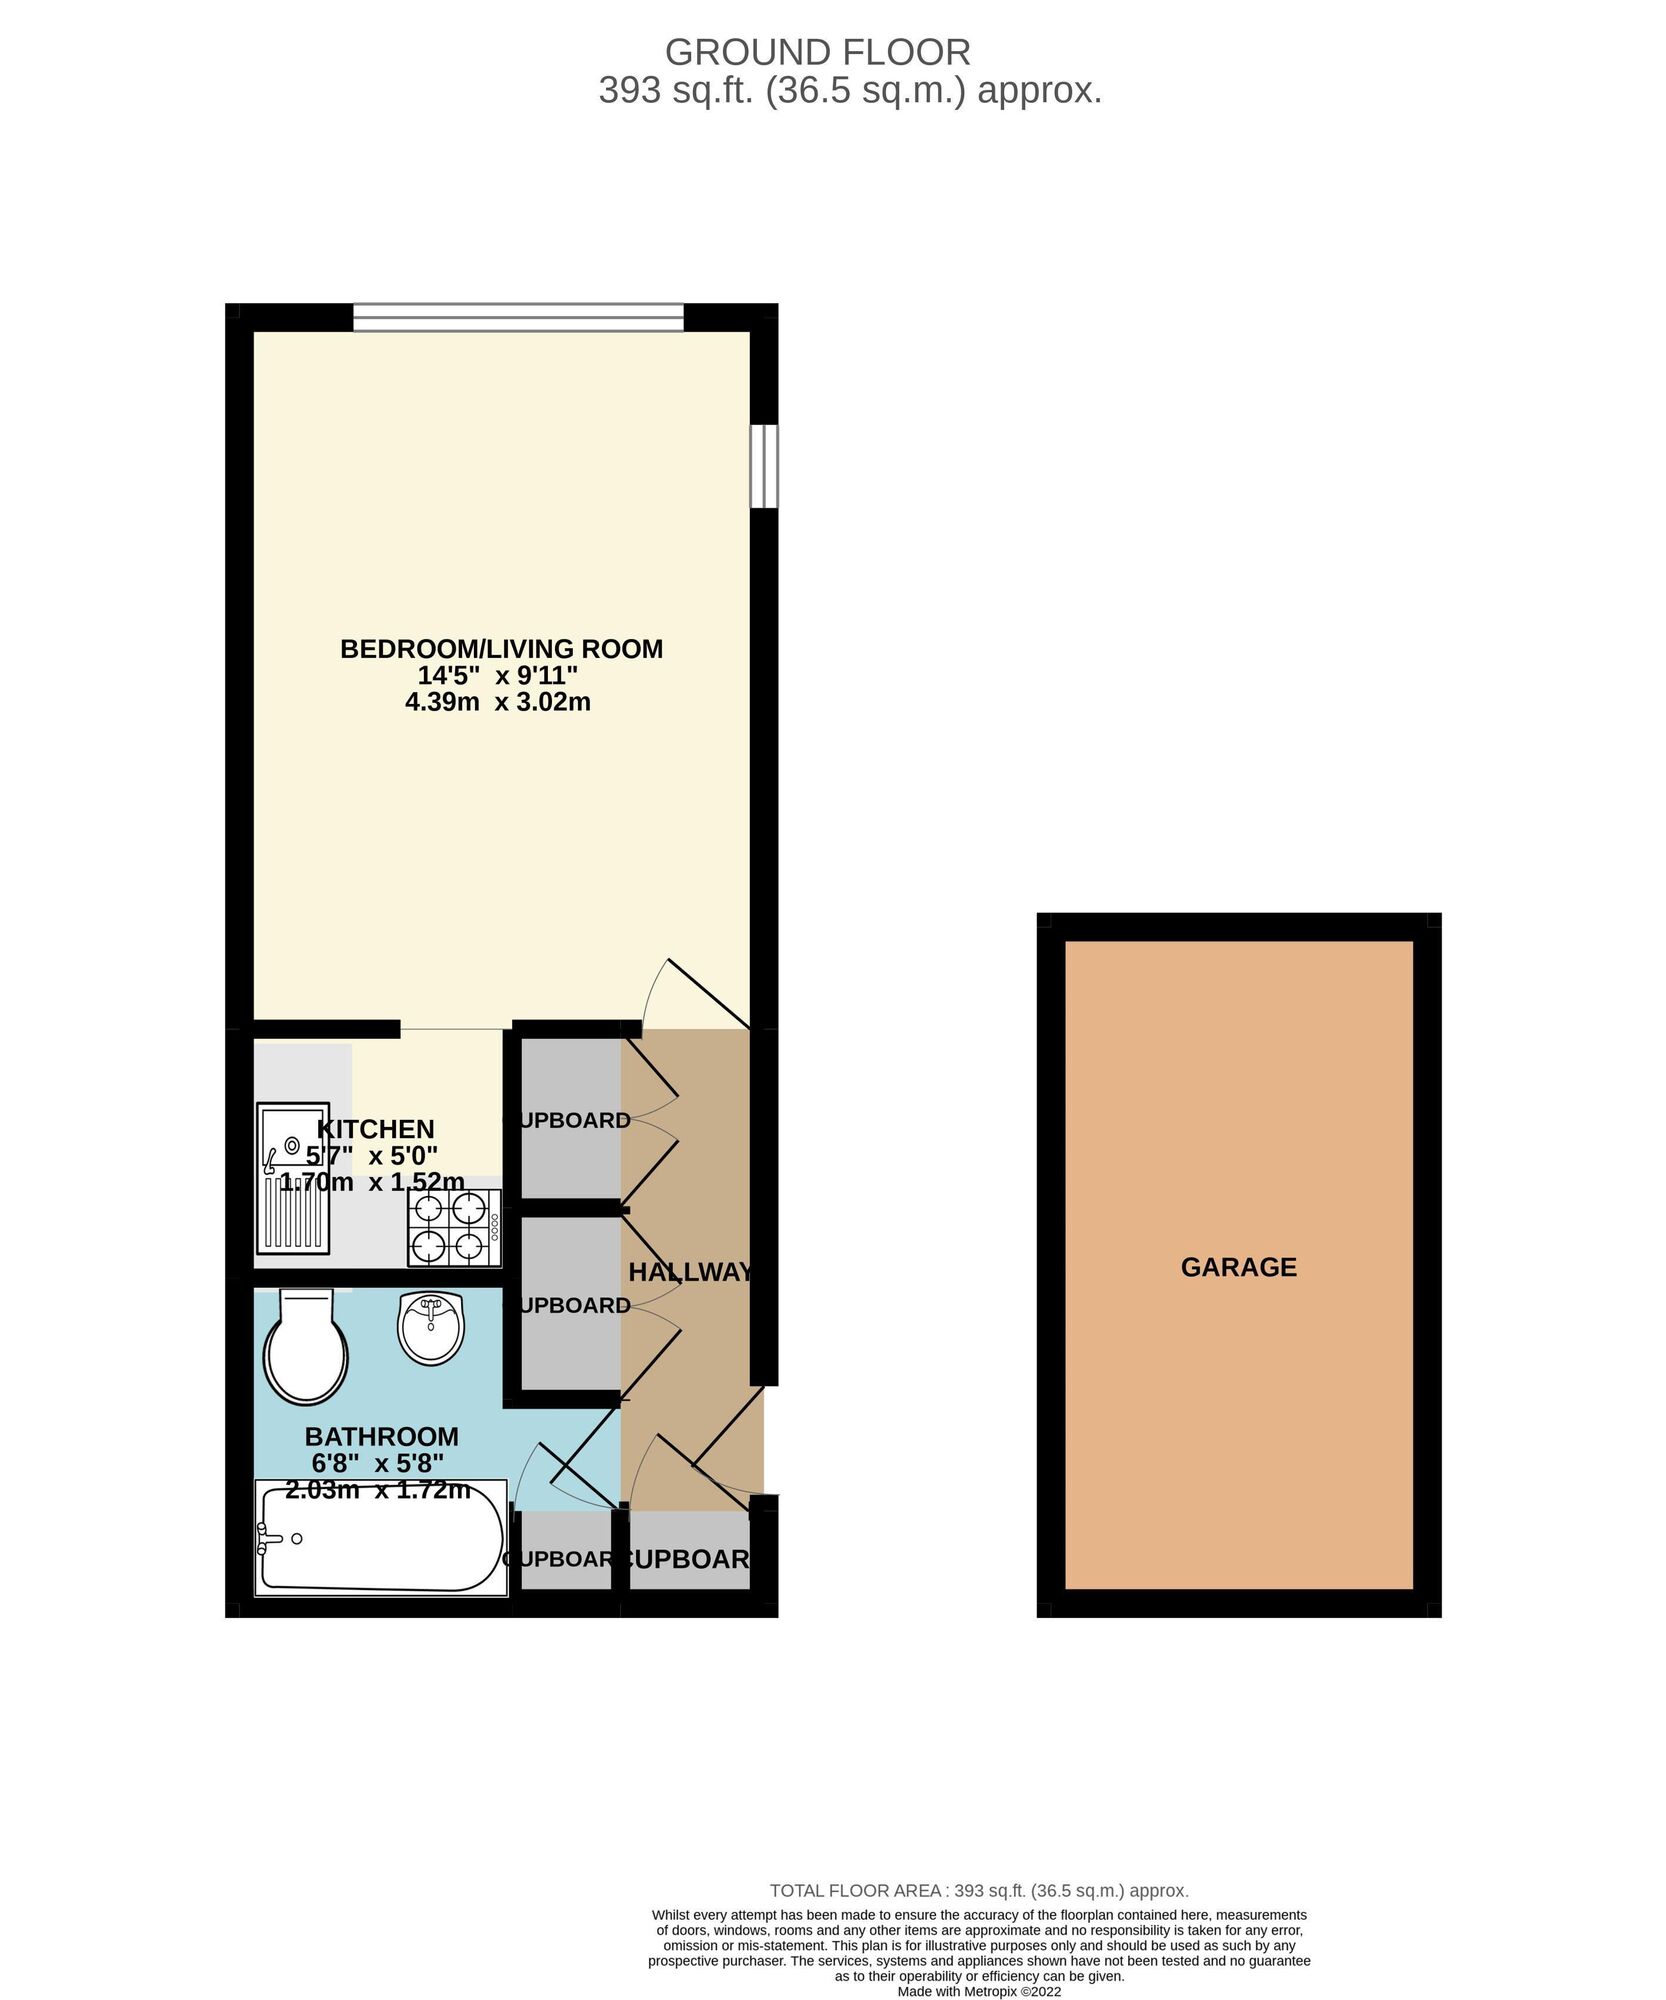 GROUND FLOOR
393 sq.ft. (36.5 sq.m.) approx.
BEDROOM/LIVING ROOM
14'5" x 9'11"
4.39m x 3.02m
KITCHEN
5'7" x 5'0"
1.70m x 1.52m
CUPBOARD
CUPBOARD
HALLWAY
GARAGE
BATHROOM
6'8" x 5'8"
2.03m x 1.72m
CUPBOARD
CUPBOARD
TOTAL FLOOR AREA : 393 sq.ft. (36.5 sq.m.) approx.
Whilst every attempt has been made to ensure the accuracy of the floorplan contained here, measurements
of doors, windows, rooms and any other items are approximate and no responsibility is taken for any error,
omission or mis-statement. This plan is for illustrative purposes only and should be used as such by any
prospective purchaser. The services, systems and appliances shown have not been tested and no guarantee
as to their operability or efficiency can be given.
Made with Metropix ©2022